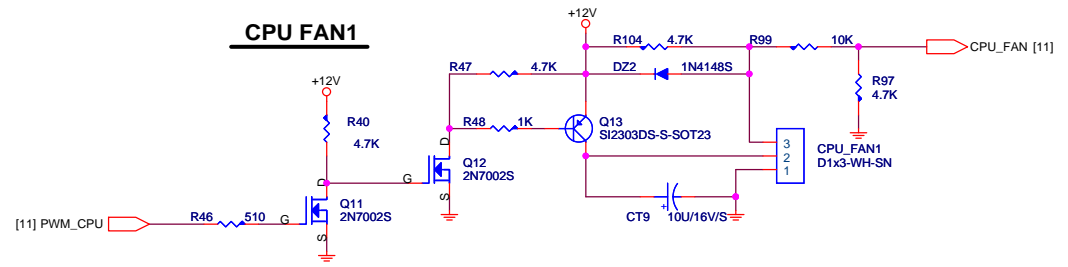 CPU FAN1
+12V
R104 4.7K R99 10K
CPU_FAN [11]
R47 4.7K
DZ2 1N4148S
R97
4.7K
+12V
R40
4.7K
R48 1K
Q13
SI2303DS-S-SOT23
D
G
S
Q12
2N7002S
3
2
1
CPU_FAN1
D1x3-WH-SN
D
G
S
Q11
2N7002S
+
CT9 10U/16V/S
[11] PWM_CPU
R46 510